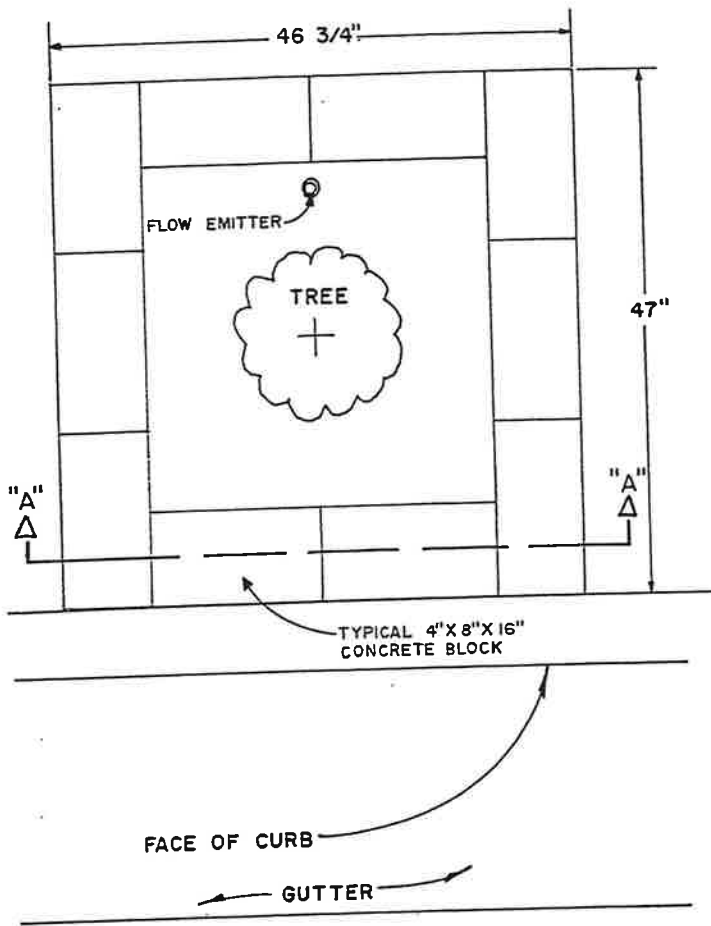 46 3/4"
FLOW EMITTER
TREE
47"
"A"
"A"
TYPICAL 4"X 8"X 16"
CONCRETE BLOCK
FACE OF CURB
GUTTER